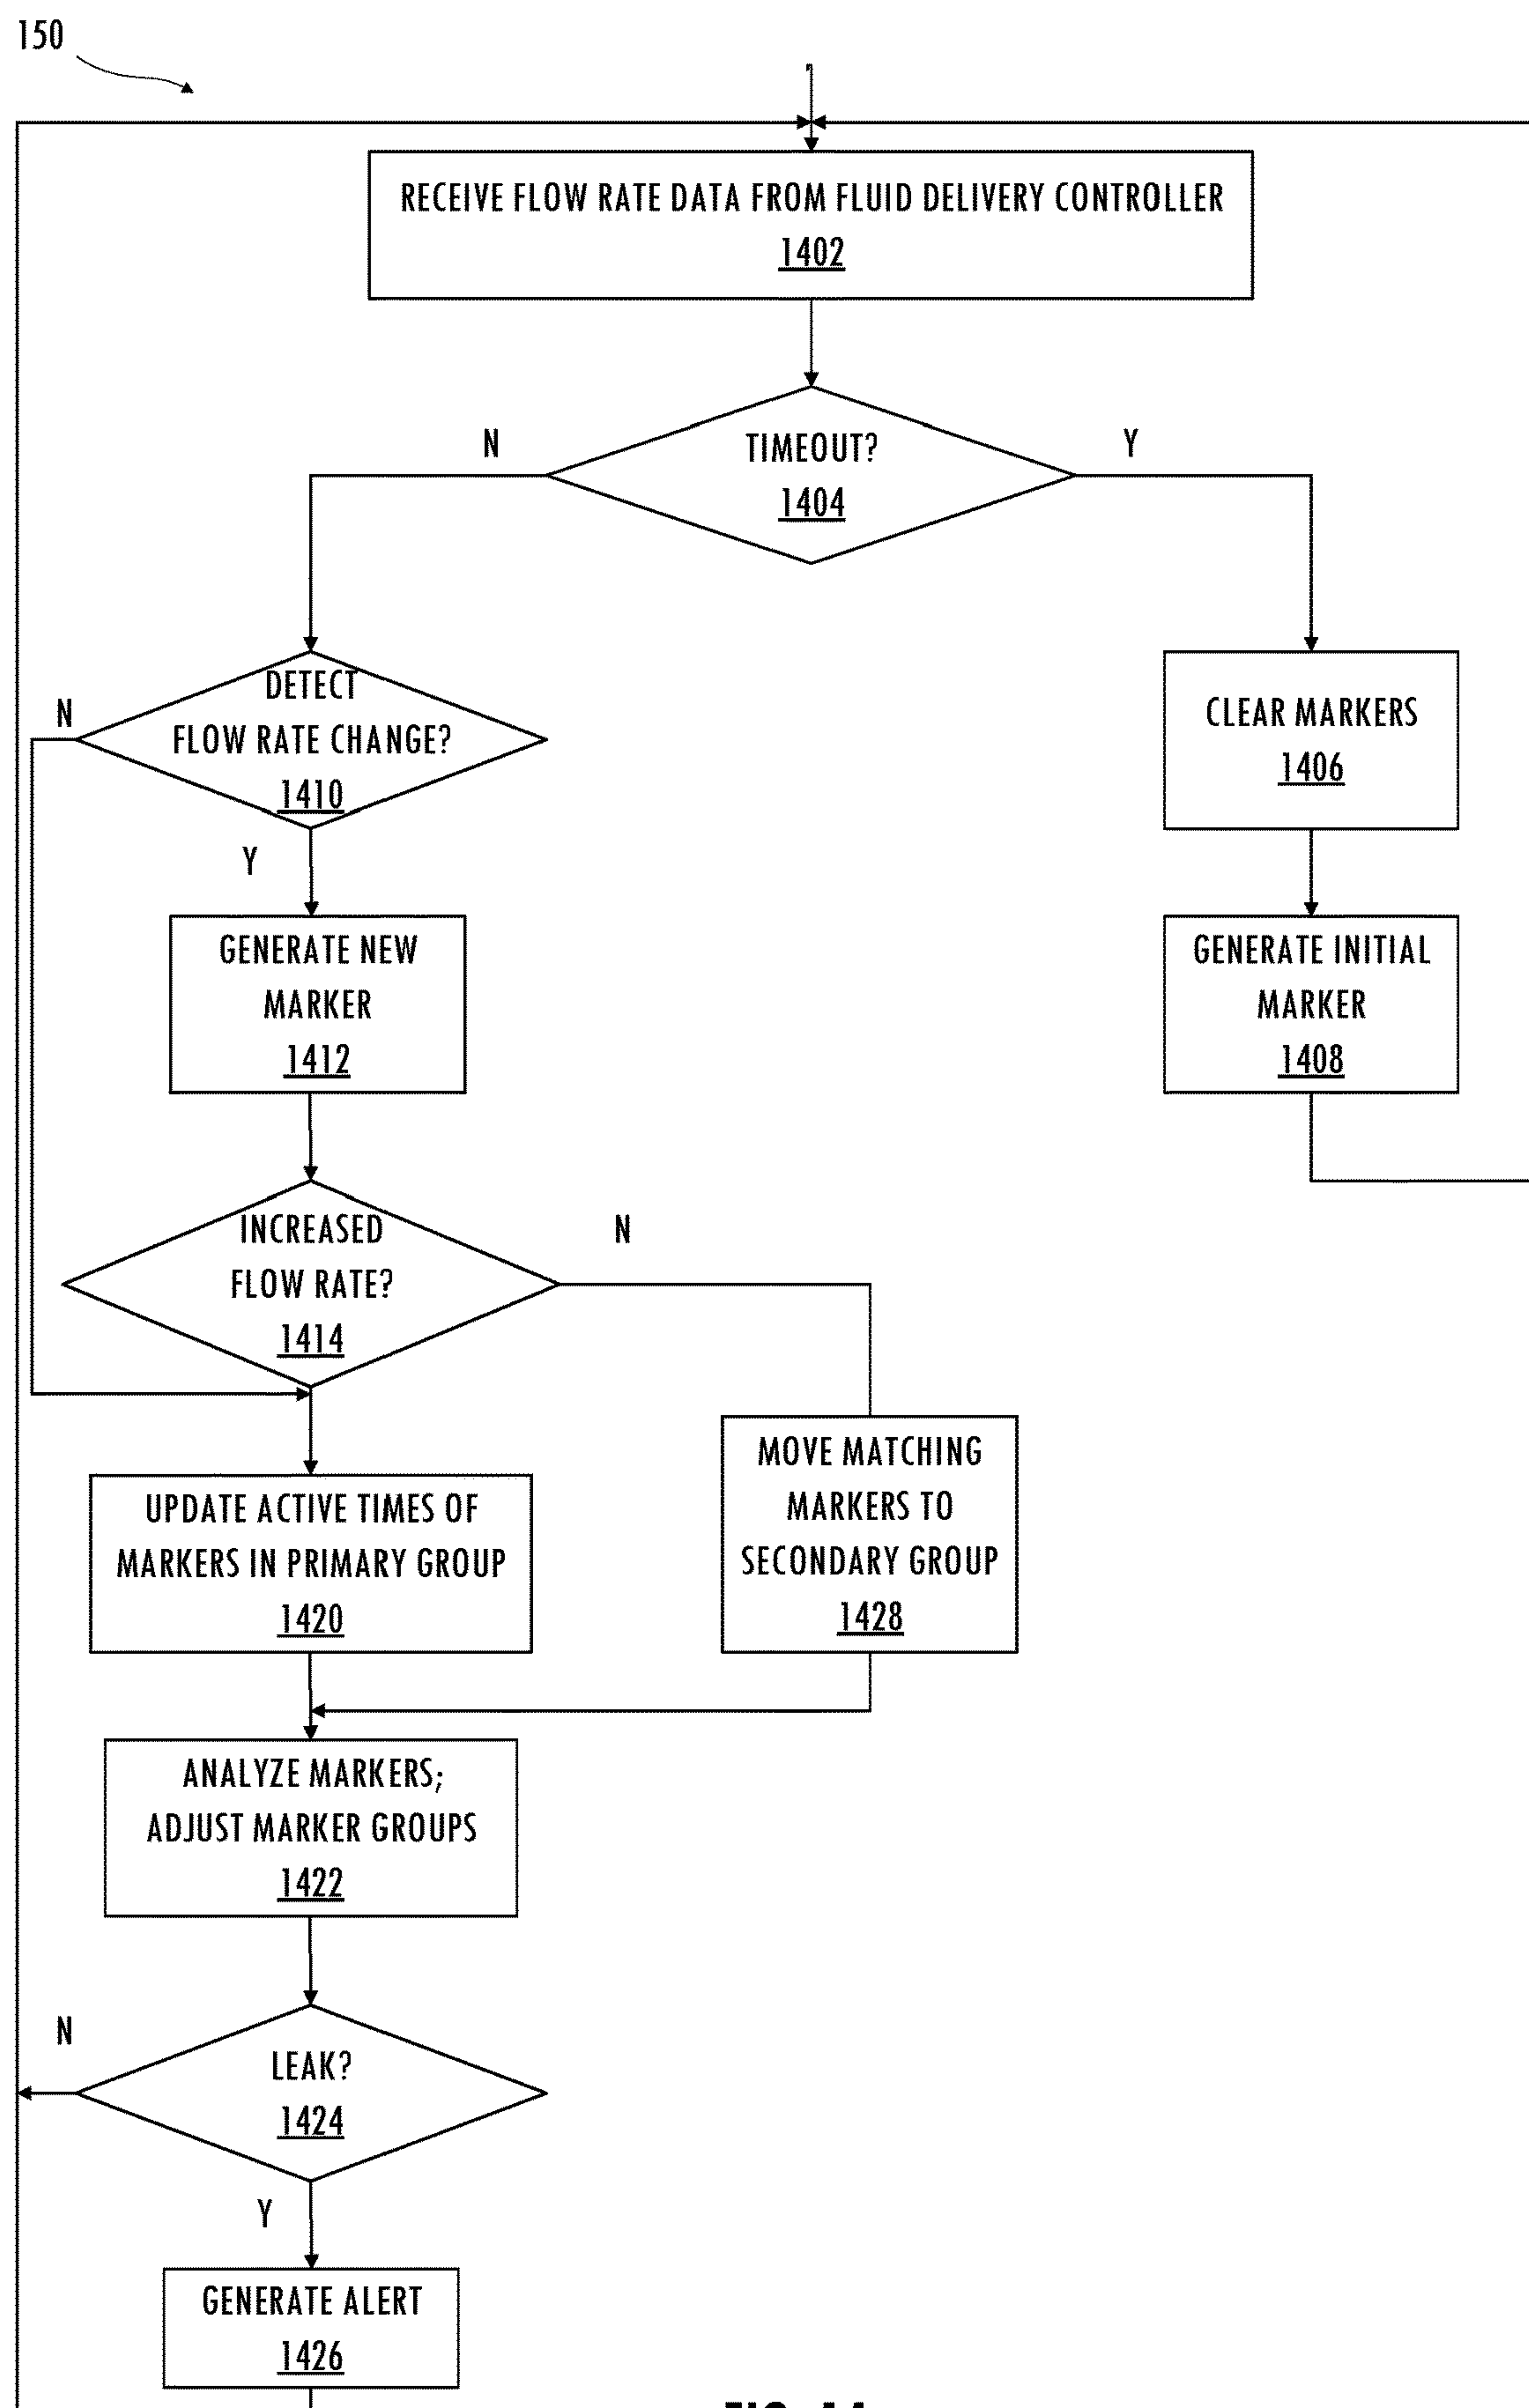 150
RECEIVE FLOW RATE DATA FROM FLUID DELIVERY CONTROLLER
1402
N
TIMEOUT?
Y
1404
DETECT
N
FLOW RATE CHANGE?
1410
CLEAR MARKERS
1406
Y
GENERATE NEW
MARKER
1412
GENERATE INITIAL
MARKER
1408
INCREASED
N
FLOW RATE?
1414
UPDATE ACTIVE TIMES OF
MARKERS IN PRIMARY GROUP
1420
MOVE MATCHING
MARKERS TO
SECONDARY GROUP
1428
ANALYZE MARKERS;
ADJUST MARKER GROUPS
1422
N
LEAK?
1424
Y
GENERATE ALERT
1426